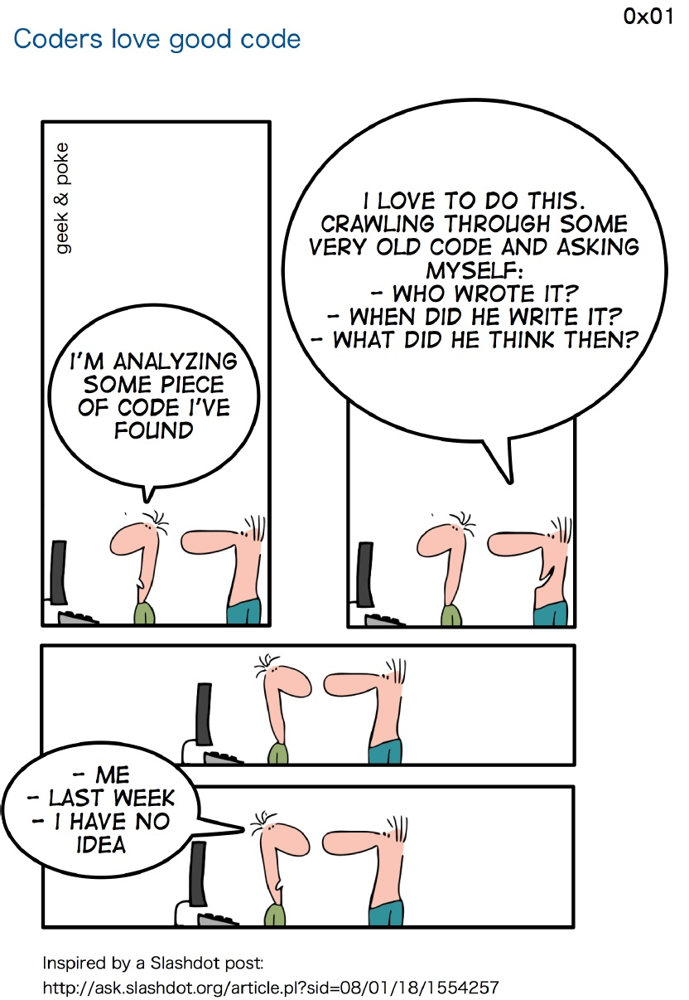 0x01
Coders love good code
geek & poke
I'M ANALYZING
SOME PIECE
OF CODE I'VE
FOUND
I LOVE TO DO THIS.
CRAWLING THROUGH SOME
VERY OLD CODE AND ASKING
MYSELF:
- WHO WROTE IT?
- WHEN DID HE WRITE IT?
- WHAT DID HE THINK THEN?
- ME
- LAST WEEK
- I HAVE NO
IDEA
Inspired by a Slashdot post:
http://ask.slashdot.org/article.pl?sid=08/01/18/1554257